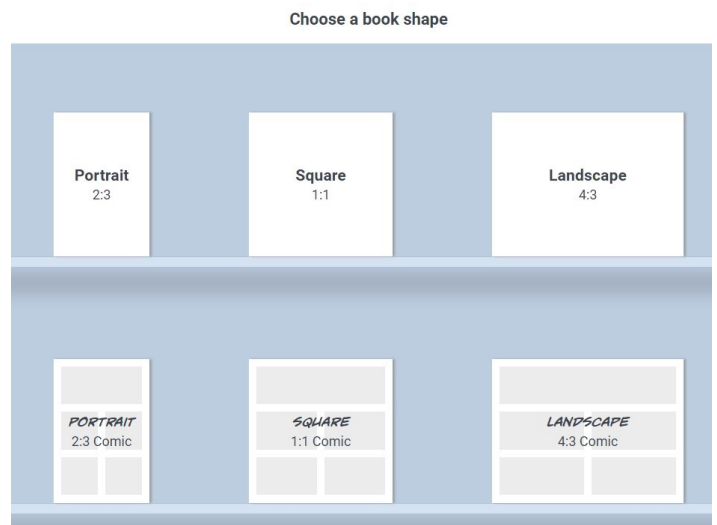 Choose a book shape
Portrait
2:3
Square
1:1
Landscape
4:3
PORTRAIT
2:3 Comic
SQUARE
1:1 Comic
LANDSCAPE
4:3 Comic